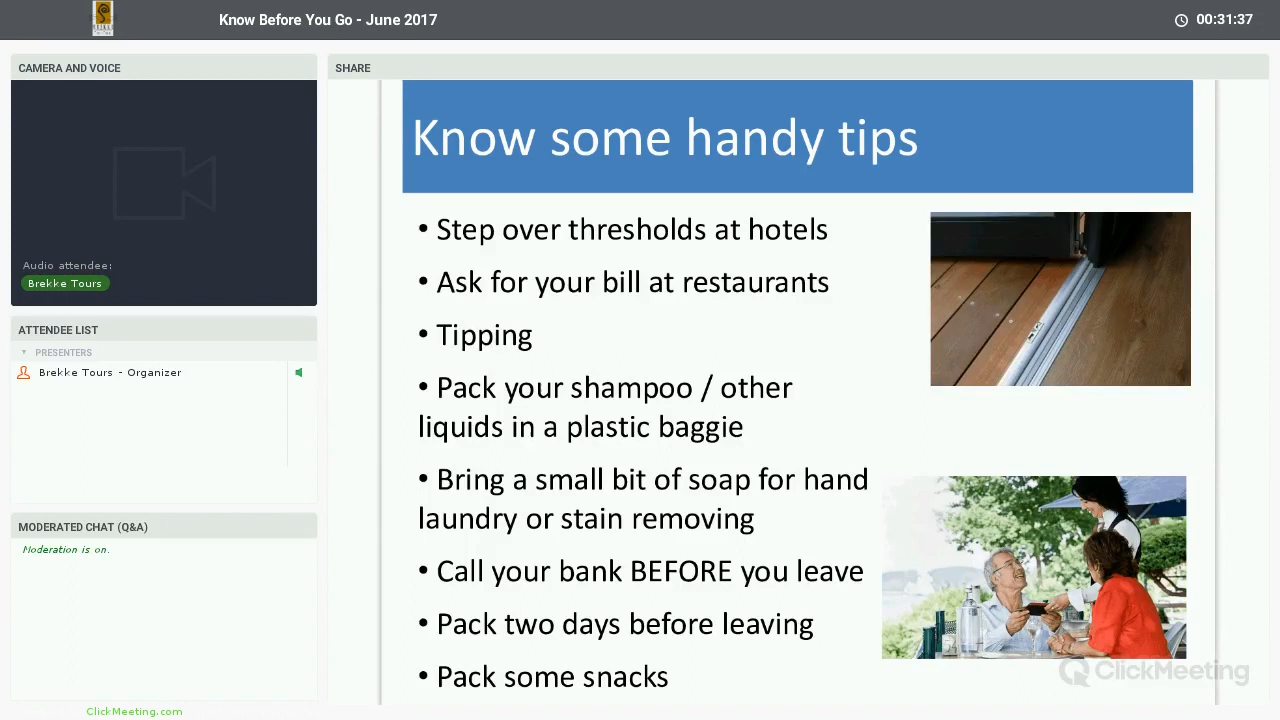 Know Before You Go - June 2017
00:31:37
CAMERA AND VOICE
Audio attendee:
Brekke Tours
ATTENDEE LIST
PRESENTERS
Brekke Tours - Organizer
MODERATED CHAT (Q&A)
Moderation is on.
ClickMeeting.com
SHARE
Know some handy tips
• Step over thresholds at hotels
• Ask for your bill at restaurants
• Tipping
• Pack your shampoo / other
liquids in a plastic baggie
• Bring a small bit of soap for hand
laundry or stain removing
• Call your bank BEFORE you leave
• Pack two days before leaving
• Pack some snacks
ClickMeeting